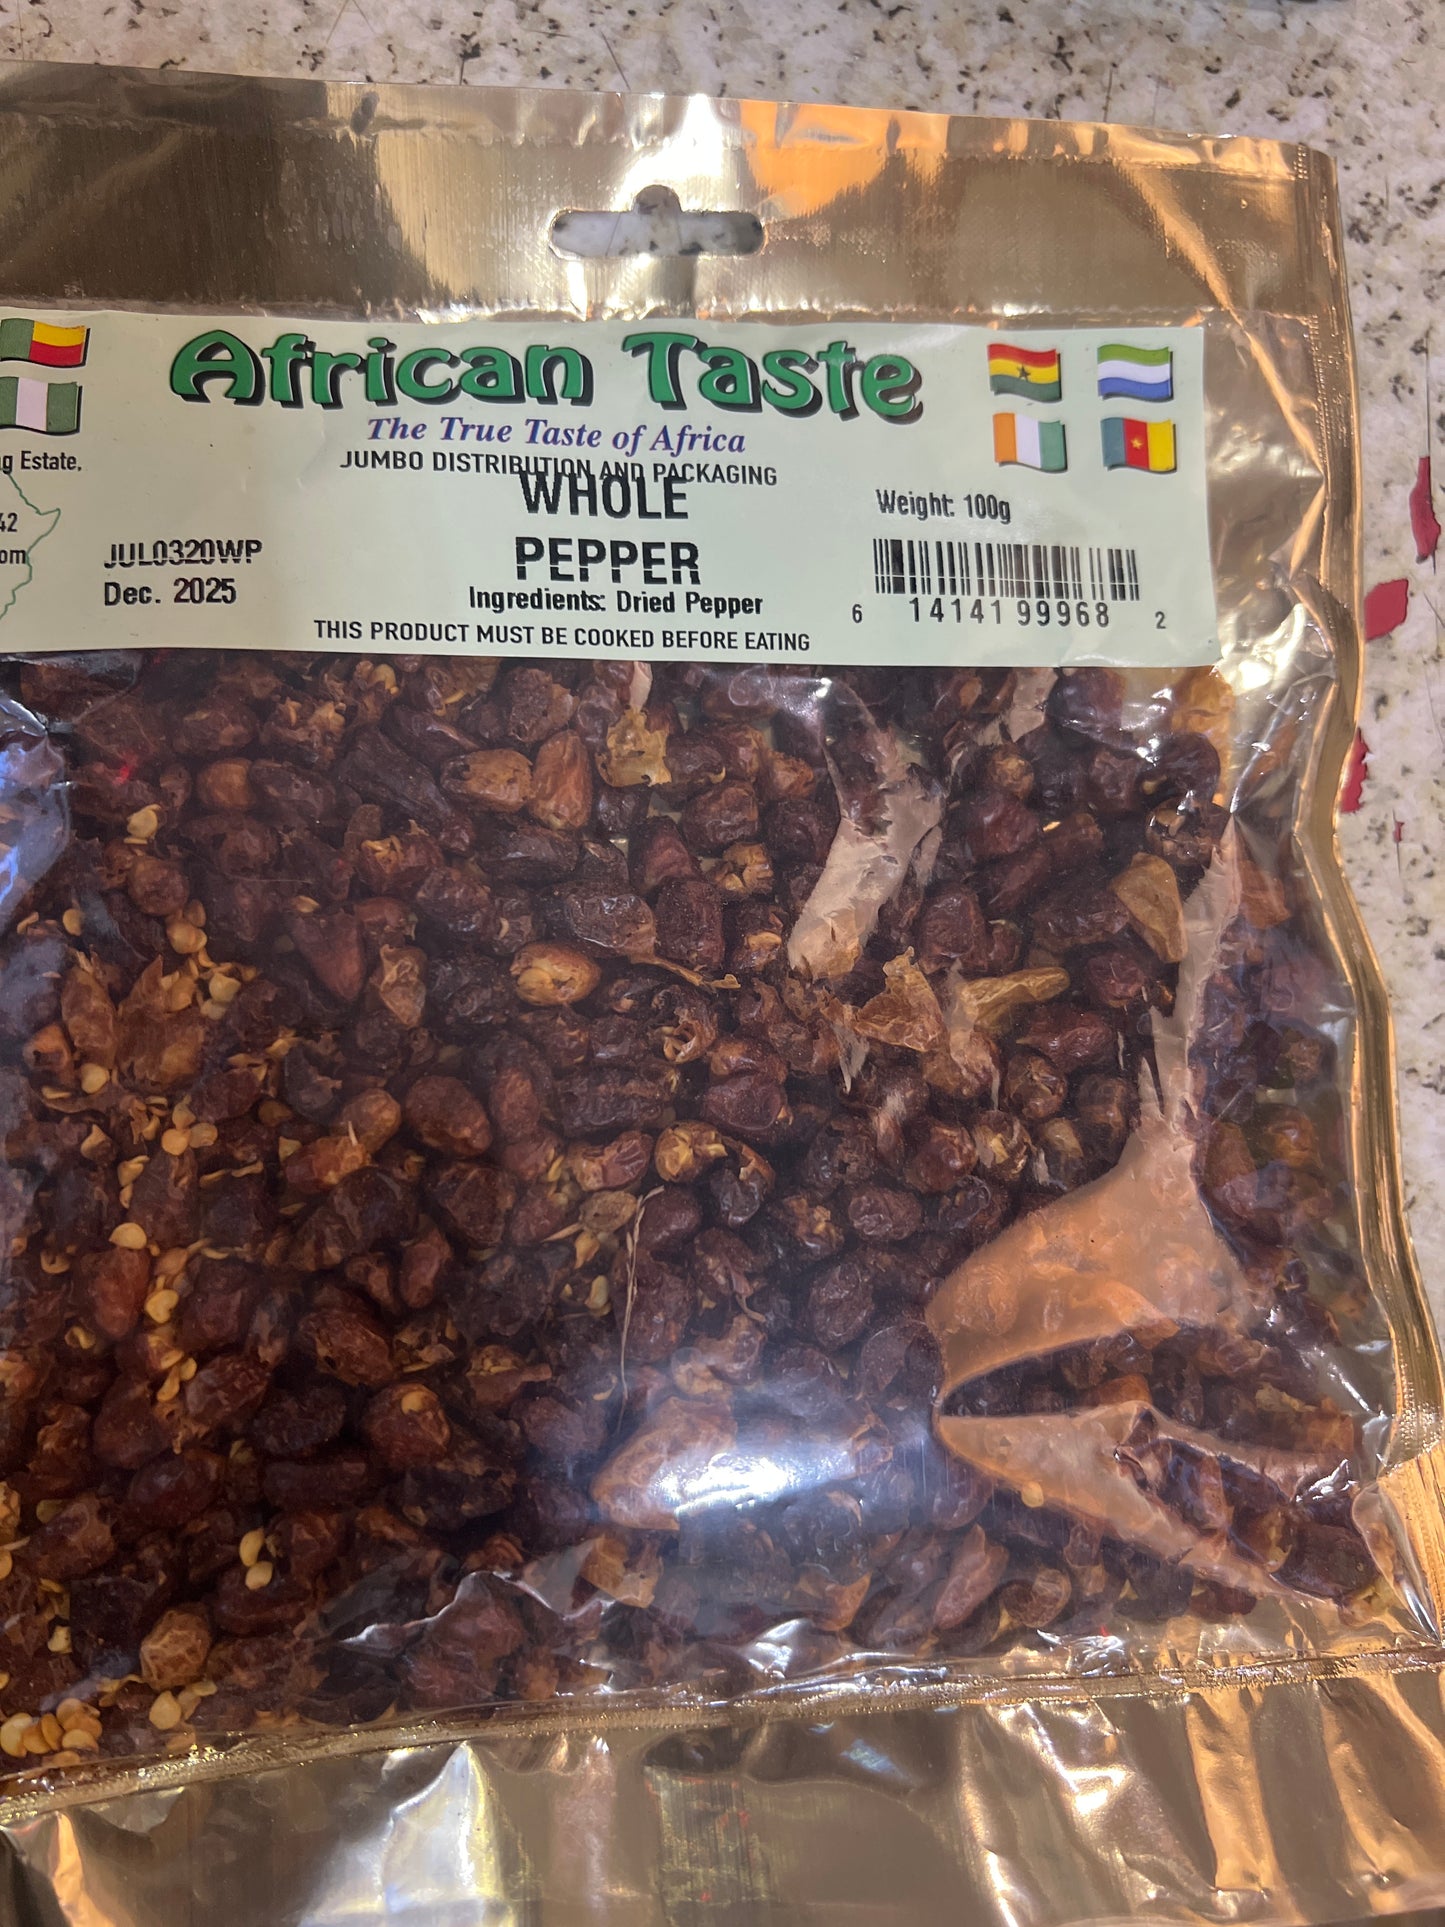 African Taste
The True Taste of Africa
JUMBO DISTRIBUTION AND PACKAGING
g Estate,
42
om
JUL0320WP
Dec. 2025
WHOLE
PEPPER
Ingredients: Dried Pepper
THIS PRODUCT MUST BE COOKED BEFORE EATING
Weight: 100g
6 14141 99968 2